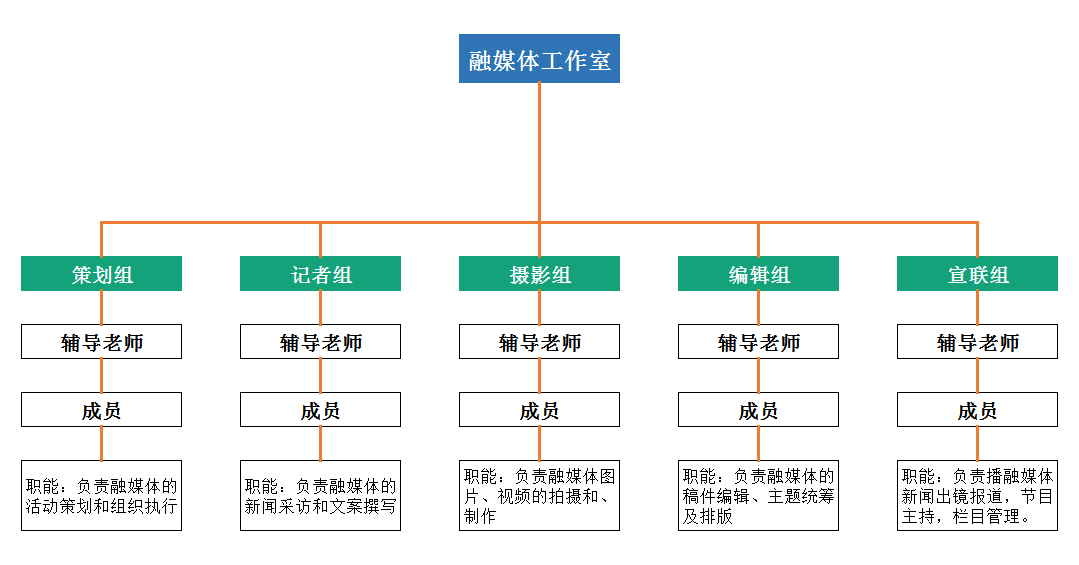 融媒体工作室
策划组
记者组
摄影组
编辑组
宣联组
辅导老师
辅导老师
辅导老师
辅导老师
辅导老师
成员
成员
成员
成员
成员
职能：负责融媒体的
活动策划和组织执行
职能：负责融媒体的
新闻采访和文案撰写
职能：负责融媒体图
片、视频的拍摄和、
制作
职能：负责融媒体的
稿件编辑、主题统筹
及排版
职能：负责播融媒体
新闻出镜报道，节目
主持，栏目管理。